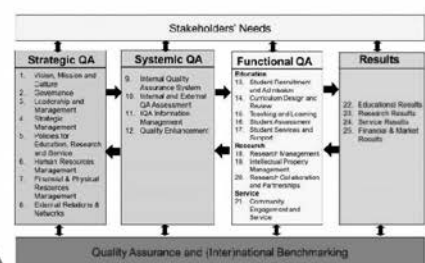 Stakeholders' Needs
Strategic QA
1. Vision, Mission and
Culture
2. Governance
3. Leadership and
Management
4. Strategic
Management
5. Policies for
Education, Research
and Service
6. Human Resources
Management
7. Financial & Physical
Resources
Management
8. External Relations &
Networks
Systemic QA
9. Internal Quality
Assurance System
10. Internal and External
QA Assessment
11. IQA Information
Management
12. Quality Enhancement
Functional QA
Education
13. Student Recruitment
and Admission
14. Curriculum Design and
Review
15. Teaching and Learning
16. Student Assessment
17. Student Services and
Support
Research
18. Research Management
19. Intellectual Property
Management
20. Research Collaboration
and Partnerships
Service
21. Community
Engagement and
Service
Results
22. Educational Results
23. Research Results
24. Service Results
25. Financial & Market
Results
Quality Assurance and (Inter)national Benchmarking